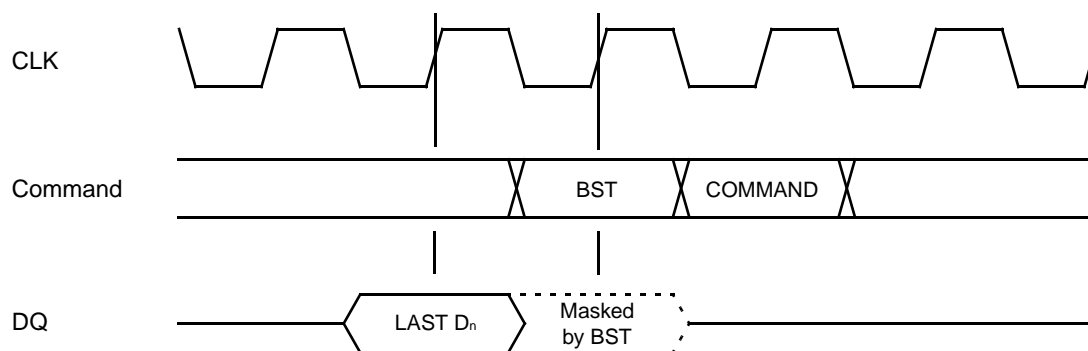 CLK
Command
BST
COMMAND
DQ
LAST Dn
Masked
by BST